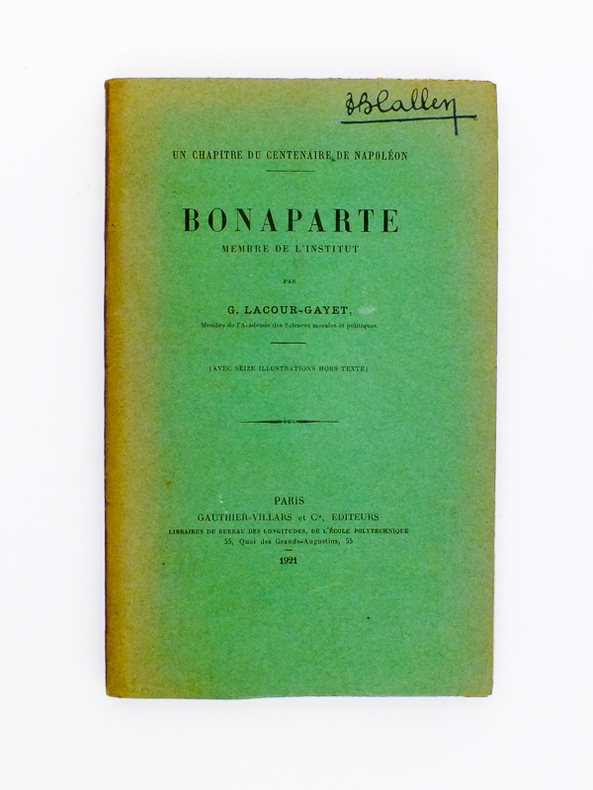 UN CHAPITRE DU CENTENAIRE DE NAPOLÉON
BONAPARTE
MEMBRE DE L'INSTITUT
PAR
G. LACOUR-GAYET,
Membre de l'Académie des Sciences morales et politiques.
(AVEC SEIZE ILLUSTRATIONS HORS TEXTE)
PARIS
GAUTHIER-VILLARS et Cie, EDITEURS
LIBRAIRES DU BUREAU DES LONGITUDES, DE L'ÉCOLE POLYTECHNIQUE
55, Quai des Grands-Augustins, 55
1921